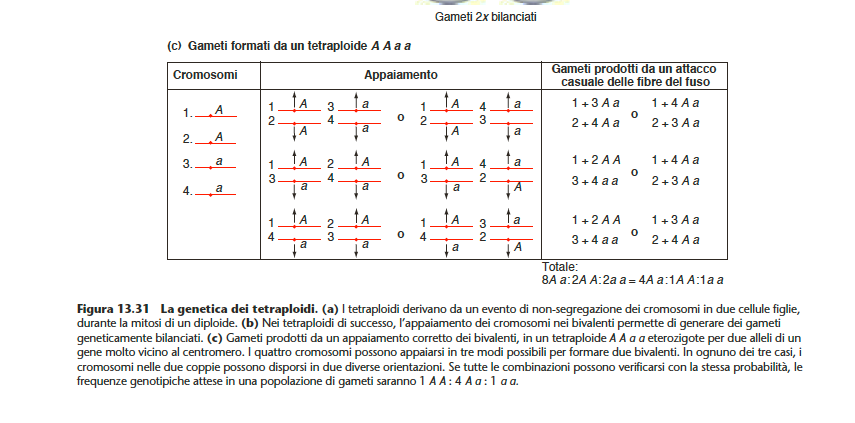 Gameti 2x bilanciati
(c) Gameti formati da un tetraploide A A a a
Cromosomi
Appaiamento
Gameti prodotti da un attacco
casuale delle fibre del fuso
1. A
2. A
3. a
4. a
1 A 3 a o 1 A 4 a
2 A 4 a 2 A 3 a
1 + 3 A a o 1 + 4 A a
2 + 4 A a 2 + 3 A a
1 A 2 A o 1 A 4 a
3 a 4 a 3 a 2 A
1 + 2 A A o 1 + 4 A a
3 + 4 a a 2 + 3 A a
1 A 2 A o 1 A 3 a
4 a 3 a 4 a 2 A
1 + 2 A A o 1 + 3 A a
3 + 4 a a 2 + 4 A a
Totale:
8A a:2A A:2a a = 4A a:1A A:1a a
Figura 13.31 La genetica dei tetraploidi. (a) I tetraploidi derivano da un evento di non-segregazione dei cromosomi in due cellule figlie,
durante la mitosi di un diploide. (b) Nei tetraploidi di successo, l'appaiamento dei cromosomi nei bivalenti permette di generare dei gameti
geneticamente bilanciati. (c) Gameti prodotti da un appaiamento corretto dei bivalenti, in un tetraploide A A a a eterozigote per due alleli di un
gene molto vicino al centromero. I quattro cromosomi possono appaiarsi in tre modi possibili per formare due bivalenti. In ognuno dei tre casi, i
cromosomi nelle due coppie possono disporsi in due diverse orientazioni. Se tutte le combinazioni possono verificarsi con la stessa probabilità, le
frequenze genotipiche attese in una popolazione di gameti saranno 1 A A : 4 A a : 1 a a.